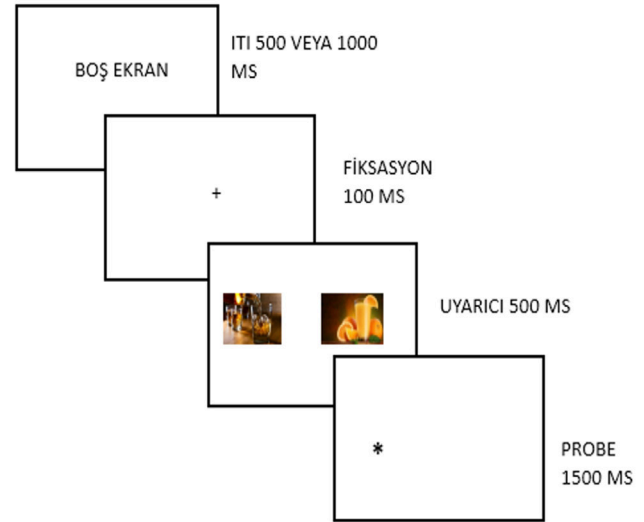 BOŞ EKRAN
ITI 500 VEYA 1000
MS
+
FİKSASYON
100 MS
UYARICI 500 MS
*
PROBE
1500 MS